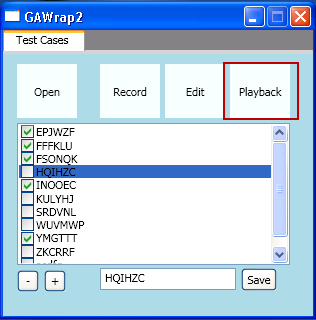 GAWrap2
Test Cases
Open Record Edit Playback
EPJWZF
FFFKLU
FSONQK
HQIHZC
INOOEC
KULYHJ
SRDVNL
WUVMWP
YMGTTT
ZKCRRF
- + HQIHZC Save